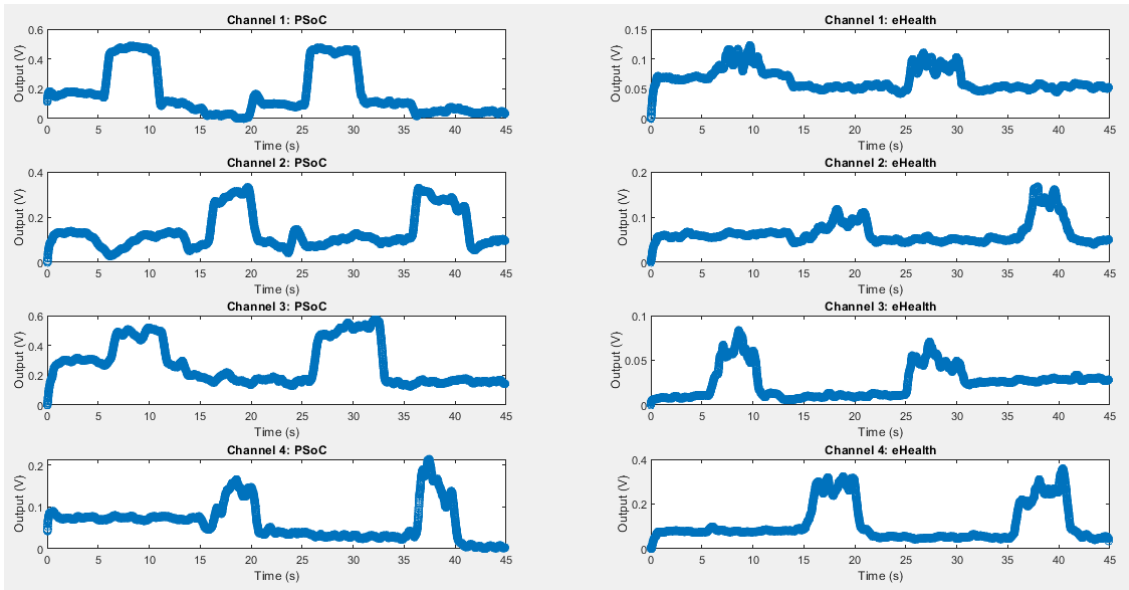 Channel 1: PSoC
Output (V)
0.6
0.4
0.2
0
0 5 10 15 20 25 30 35 40 45
Time (s)
Channel 1: eHealth
Output (V)
0.15
0.1
0.05
0
0 5 10 15 20 25 30 35 40 45
Time (s)
Channel 2: PSoC
Output (V)
0.4
0.2
0
0 5 10 15 20 25 30 35 40 45
Time (s)
Channel 2: eHealth
Output (V)
0.2
0.1
0
0 5 10 15 20 25 30 35 40 45
Time (s)
Channel 3: PSoC
Output (V)
0.6
0.4
0.2
0
0 5 10 15 20 25 30 35 40 45
Time (s)
Channel 3: eHealth
Output (V)
0.1
0.05
0
0 5 10 15 20 25 30 35 40 45
Time (s)
Channel 4: PSoC
Output (V)
0.2
0.1
0
0 5 10 15 20 25 30 35 40 45
Time (s)
Channel 4: eHealth
Output (V)
0.4
0.2
0
0 5 10 15 20 25 30 35 40 45
Time (s)